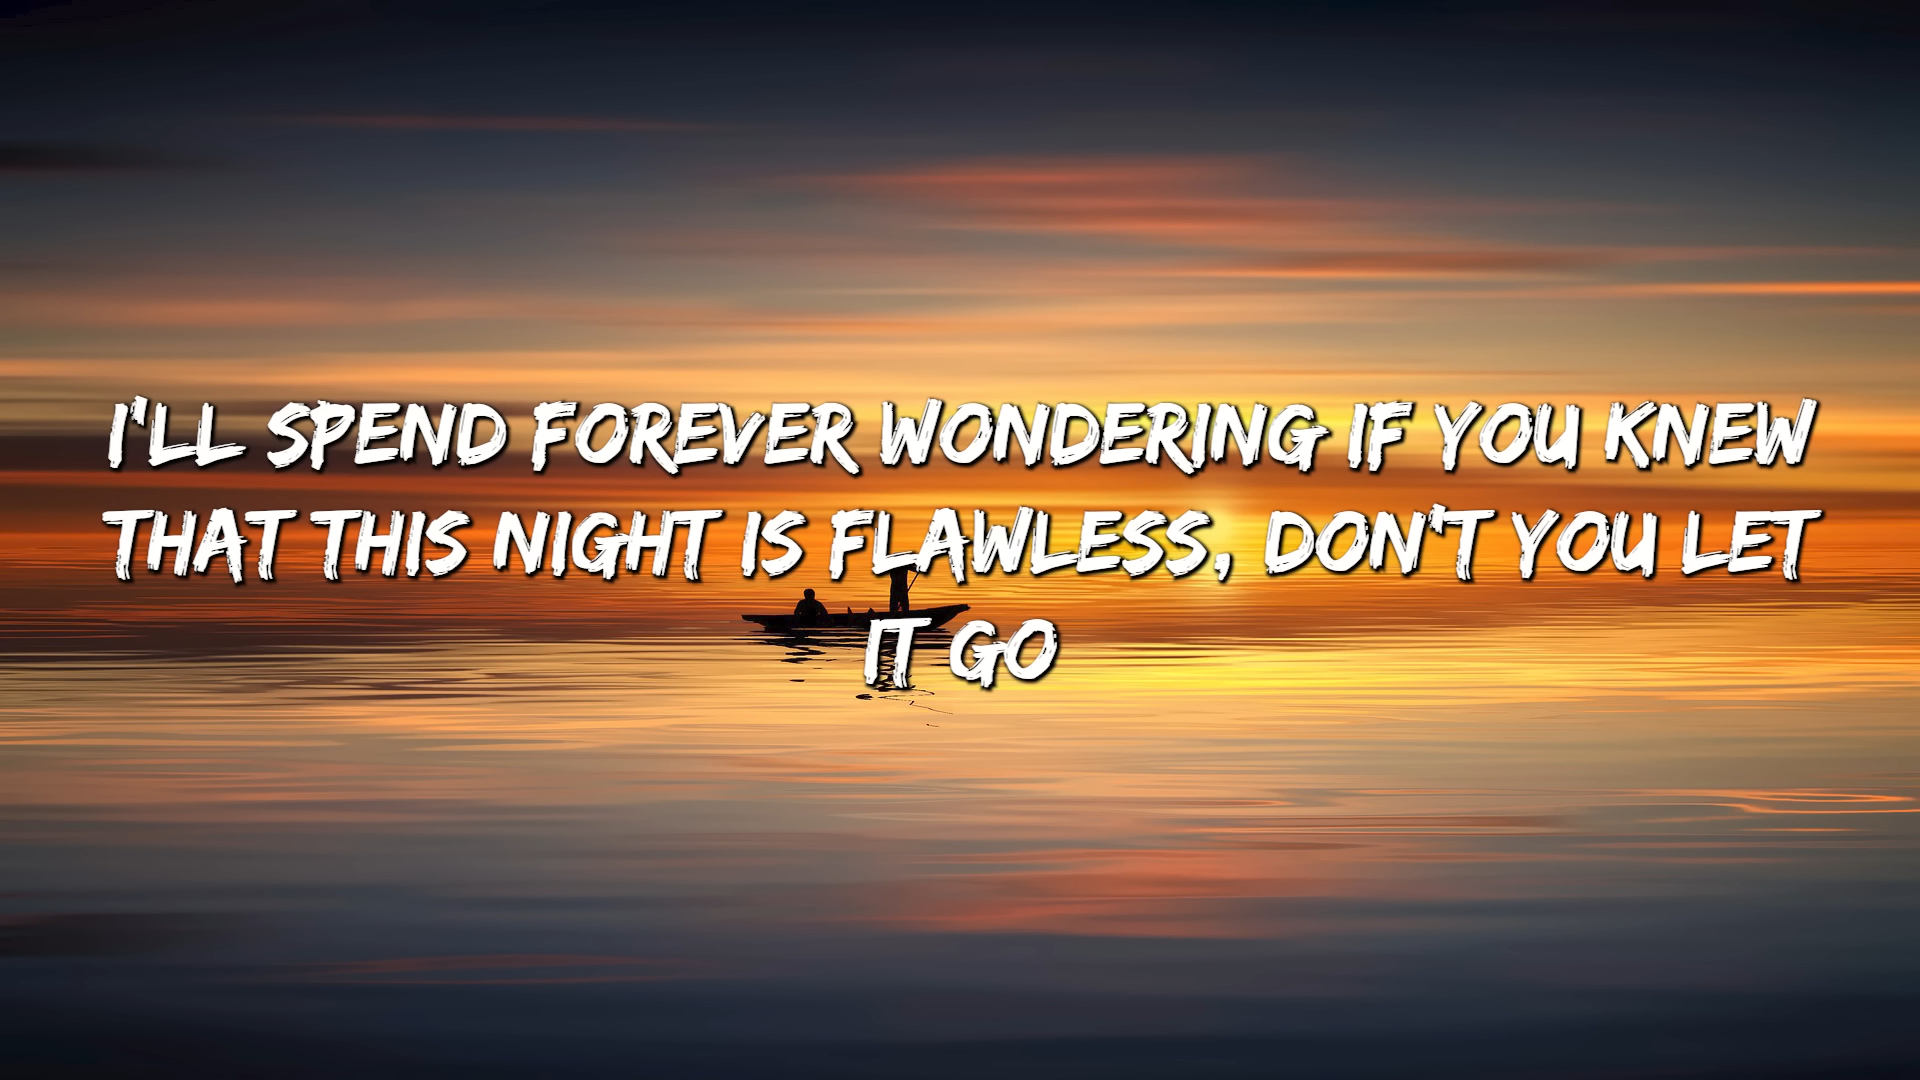 I'LL SPEND FOREVER WONDERING IF YOU KNEW
THAT THIS NIGHT IS FLAWLESS, DON'T YOU LET
IT GO